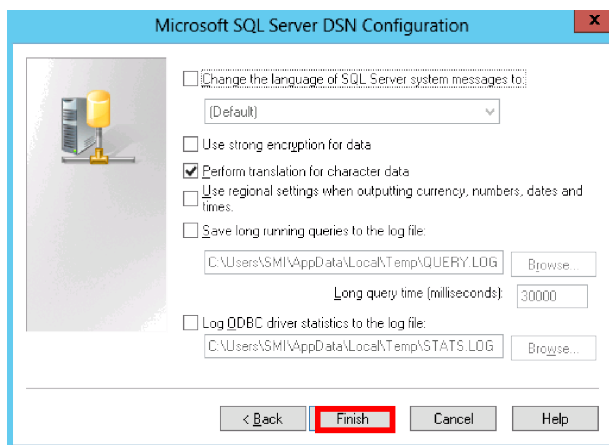 Microsoft SQL Server DSN Configuration
x
Change the language of SQL Server system messages to:
(Default)
Use strong encryption for data
Perform translation for character data
Use regional settings when outputting currency, numbers, dates and
times.
Save long running queries to the log file:
C:\Users\SMI\AppData\Local\Temp\QUERY.LOG
Browse...
Long query time (milliseconds):
30000
Log ODBC driver statistics to the log file:
C:\Users\SMI\AppData\Local\Temp\STATS.LOG
Browse...
< Back
Finish
Cancel
Help